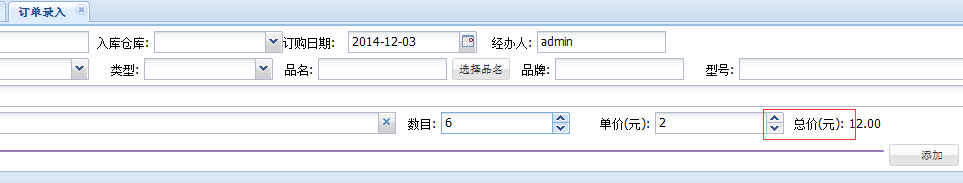 订单录入
入库仓库: 订购日期: 2014-12-03 经办人: admin
类型: 品名: 选择品名 品牌: 型号:
数目: 6 单价(元): 2 总价(元): 12.00
添加